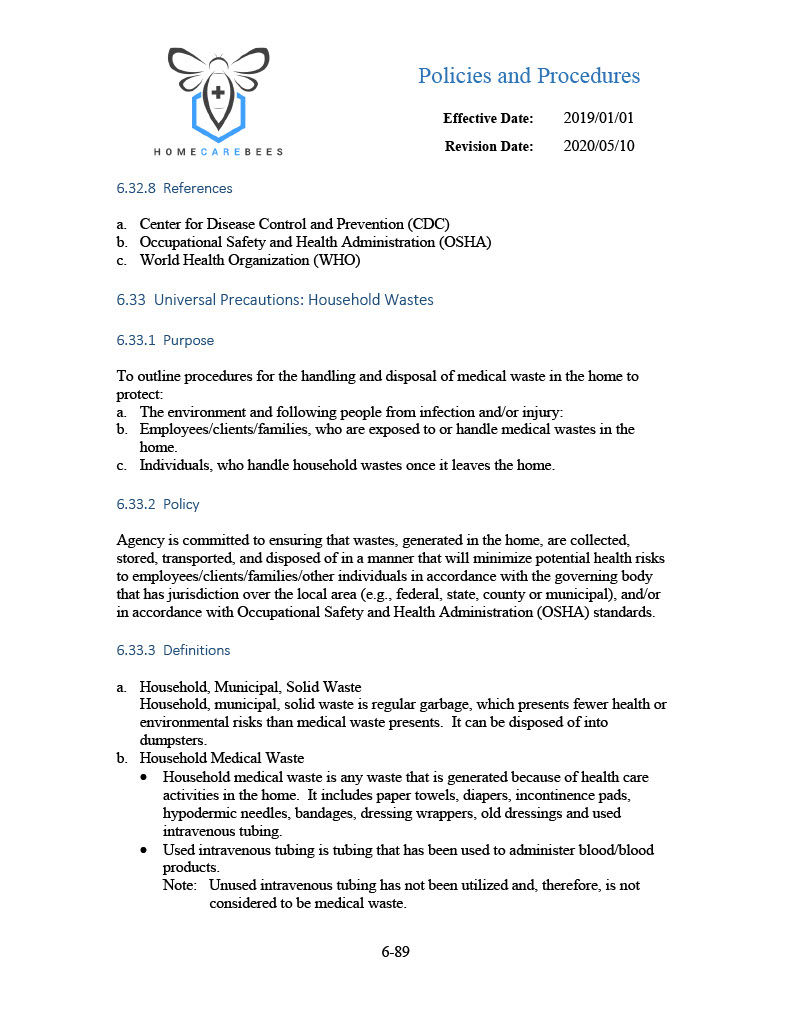 Policies and Procedures
Effective Date: 2019/01/01
Revision Date: 2020/05/10
HOMECAREBEES
6.32.8 References
a. Center for Disease Control and Prevention (CDC)
b. Occupational Safety and Health Administration (OSHA)
c. World Health Organization (WHO)
6.33 Universal Precautions: Household Wastes
6.33.1 Purpose
To outline procedures for the handling and disposal of medical waste in the home to
protect:
a. The environment and following people from infection and/or injury:
b. Employees/clients/families, who are exposed to or handle medical wastes in the
home.
c. Individuals, who handle household wastes once it leaves the home.
6.33.2 Policy
Agency is committed to ensuring that wastes, generated in the home, are collected,
stored, transported, and disposed of in a manner that will minimize potential health risks
to employees/clients/families/other individuals in accordance with the governing body
that has jurisdiction over the local area (e.g., federal, state, county or municipal), and/or
in accordance with Occupational Safety and Health Administration (OSHA) standards.
6.33.3 Definitions
a. Household, Municipal, Solid Waste
Household, municipal, solid waste is regular garbage, which presents fewer health or
environmental risks than medical waste presents. It can be disposed of into
dumpsters.
b. Household Medical Waste
• Household medical waste is any waste that is generated because of health care
activities in the home. It includes paper towels, diapers, incontinence pads,
hypodermic needles, bandages, dressing wrappers, old dressings and used
intravenous tubing.
• Used intravenous tubing is tubing that has been used to administer blood/blood
products.
Note: Unused intravenous tubing has not been utilized and, therefore, is not
considered to be medical waste.
6-89